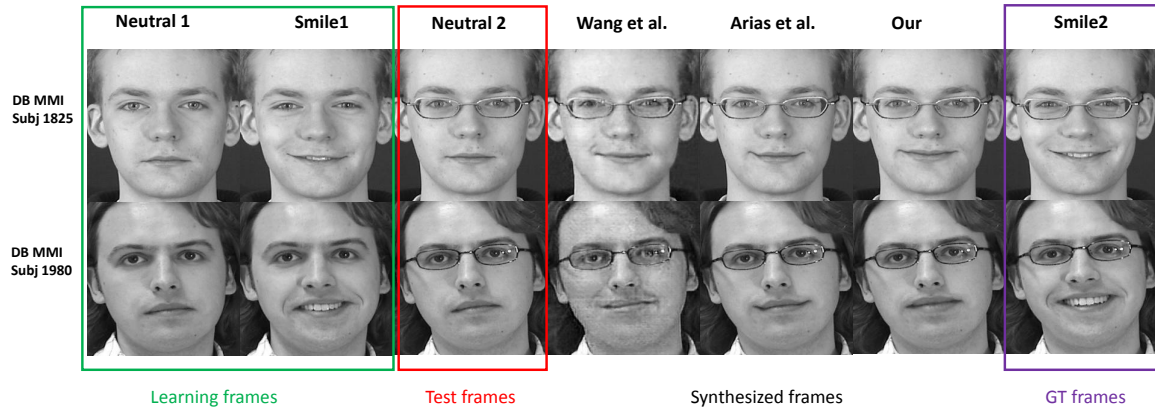 Neutral 1 Smile1 Neutral 2 Wang et al. Arias et al. Our Smile2
DB MMI
Subj 1825
DB MMI
Subj 1980
Learning frames Test frames Synthesized frames GT frames